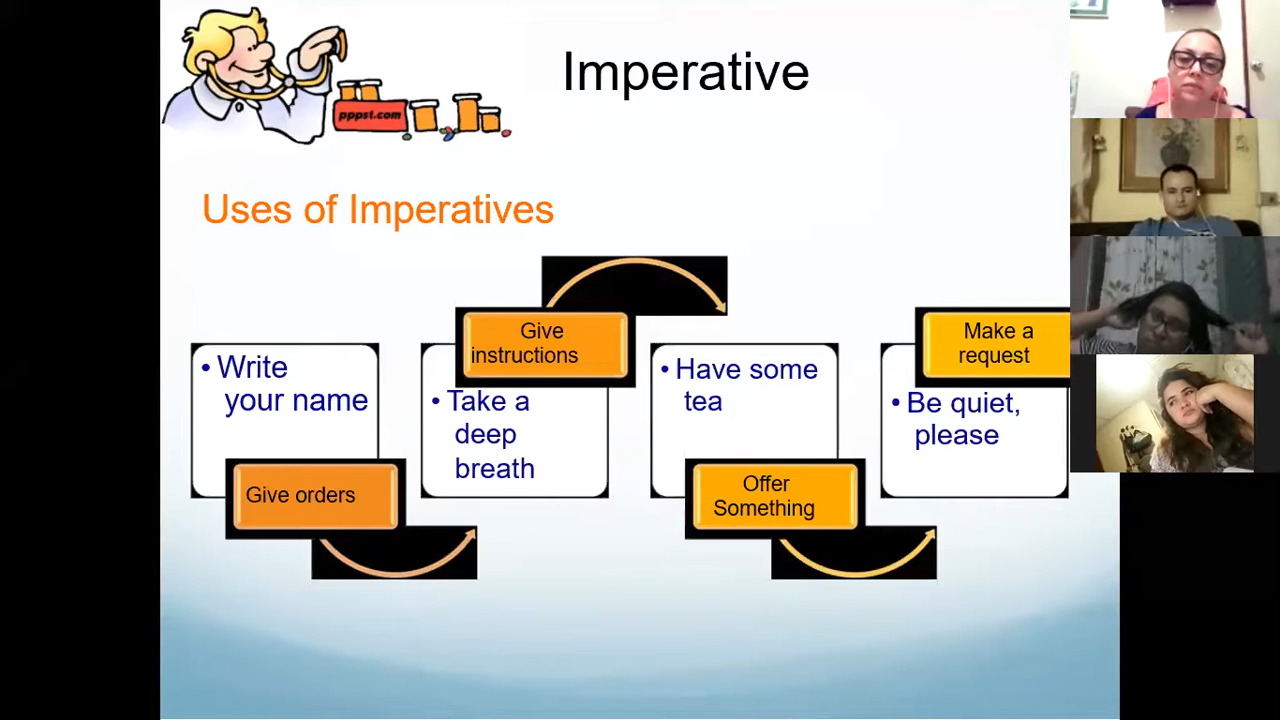 Imperative
pppst.com
Uses of Imperatives
• Write
your name
Give orders
Give
instructions
• Take a
deep
breath
• Have some
tea
Offer
Something
Make a
request
• Be quiet,
please